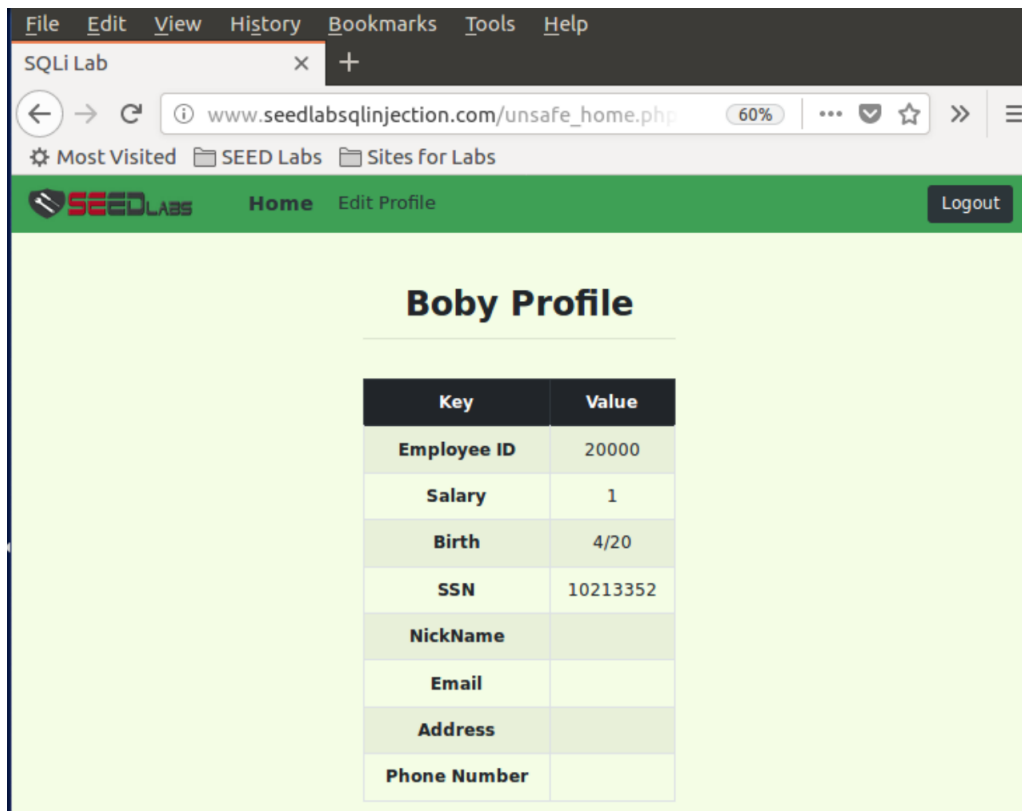 File Edit View History Bookmarks Tools Help
SQLi Lab
www.seedlabsqlinjection.com/unsafe_home.php 60%
Most Visited SEED Labs Sites for Labs
SEEDLABS Home Edit Profile Logout
Boby Profile
Key Value
Employee ID 20000
Salary 1
Birth 4/20
SSN 10213352
NickName
Email
Address
Phone Number